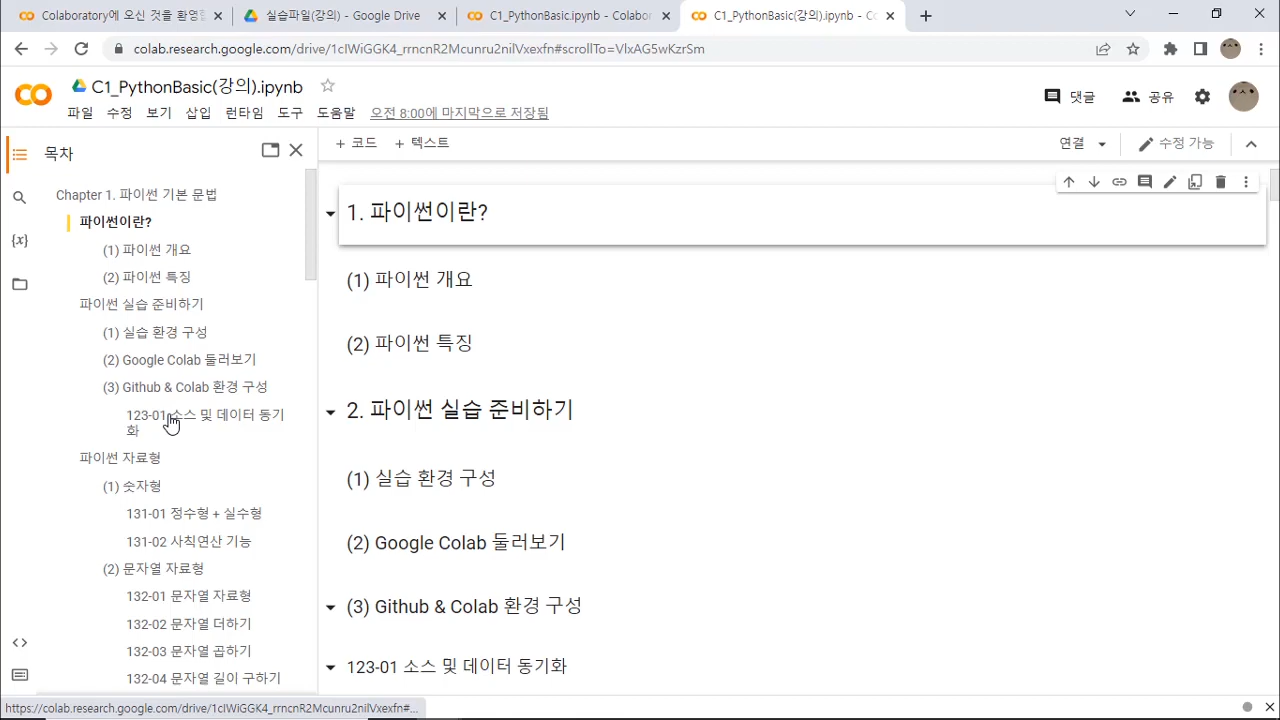 Colaboratory에 오신 것을 환영합
실습파일(강의) - Google Drive
C1_PythonBasic.ipynb - Colabor
C1_PythonBasic(강의).ipynb - Co
colab.research.google.com/drive/1cIWiGGK4_rrncnR2Mcunru2nilVxexfn#scrollTo=VlxAG5wKzrSm
C1_PythonBasic(강의).ipynb
댓글
공유
파일 수정 보기 삽입 런타임 도구 도움말 오전 8:00에 마지막으로 저장됨
목차
+ 코드 + 텍스트
연결
수정 가능
Chapter 1. 파이썬 기본 문법
파이썬이란?
(1) 파이썬 개요
(2) 파이썬 특징
파이썬 실습 준비하기
(1) 실습 환경 구성
(2) Google Colab 둘러보기
(3) Github & Colab 환경 구성
123-01 소스 및 데이터 동기
화
파이썬 자료형
(1) 숫자형
131-01 정수형 + 실수형
131-02 사칙연산 기능
(2) 문자열 자료형
132-01 문자열 자료형
132-02 문자열 더하기
132-03 문자열 곱하기
132-04 문자열 길이 구하기
{x}
1. 파이썬이란?
(1) 파이썬 개요
(2) 파이썬 특징
2. 파이썬 실습 준비하기
(1) 실습 환경 구성
(2) Google Colab 둘러보기
(3) Github & Colab 환경 구성
123-01 소스 및 데이터 동기화
https://colab.research.google.com/drive/1cIWiGGK4_rrncnR2Mcunru2nilVxexfn#...